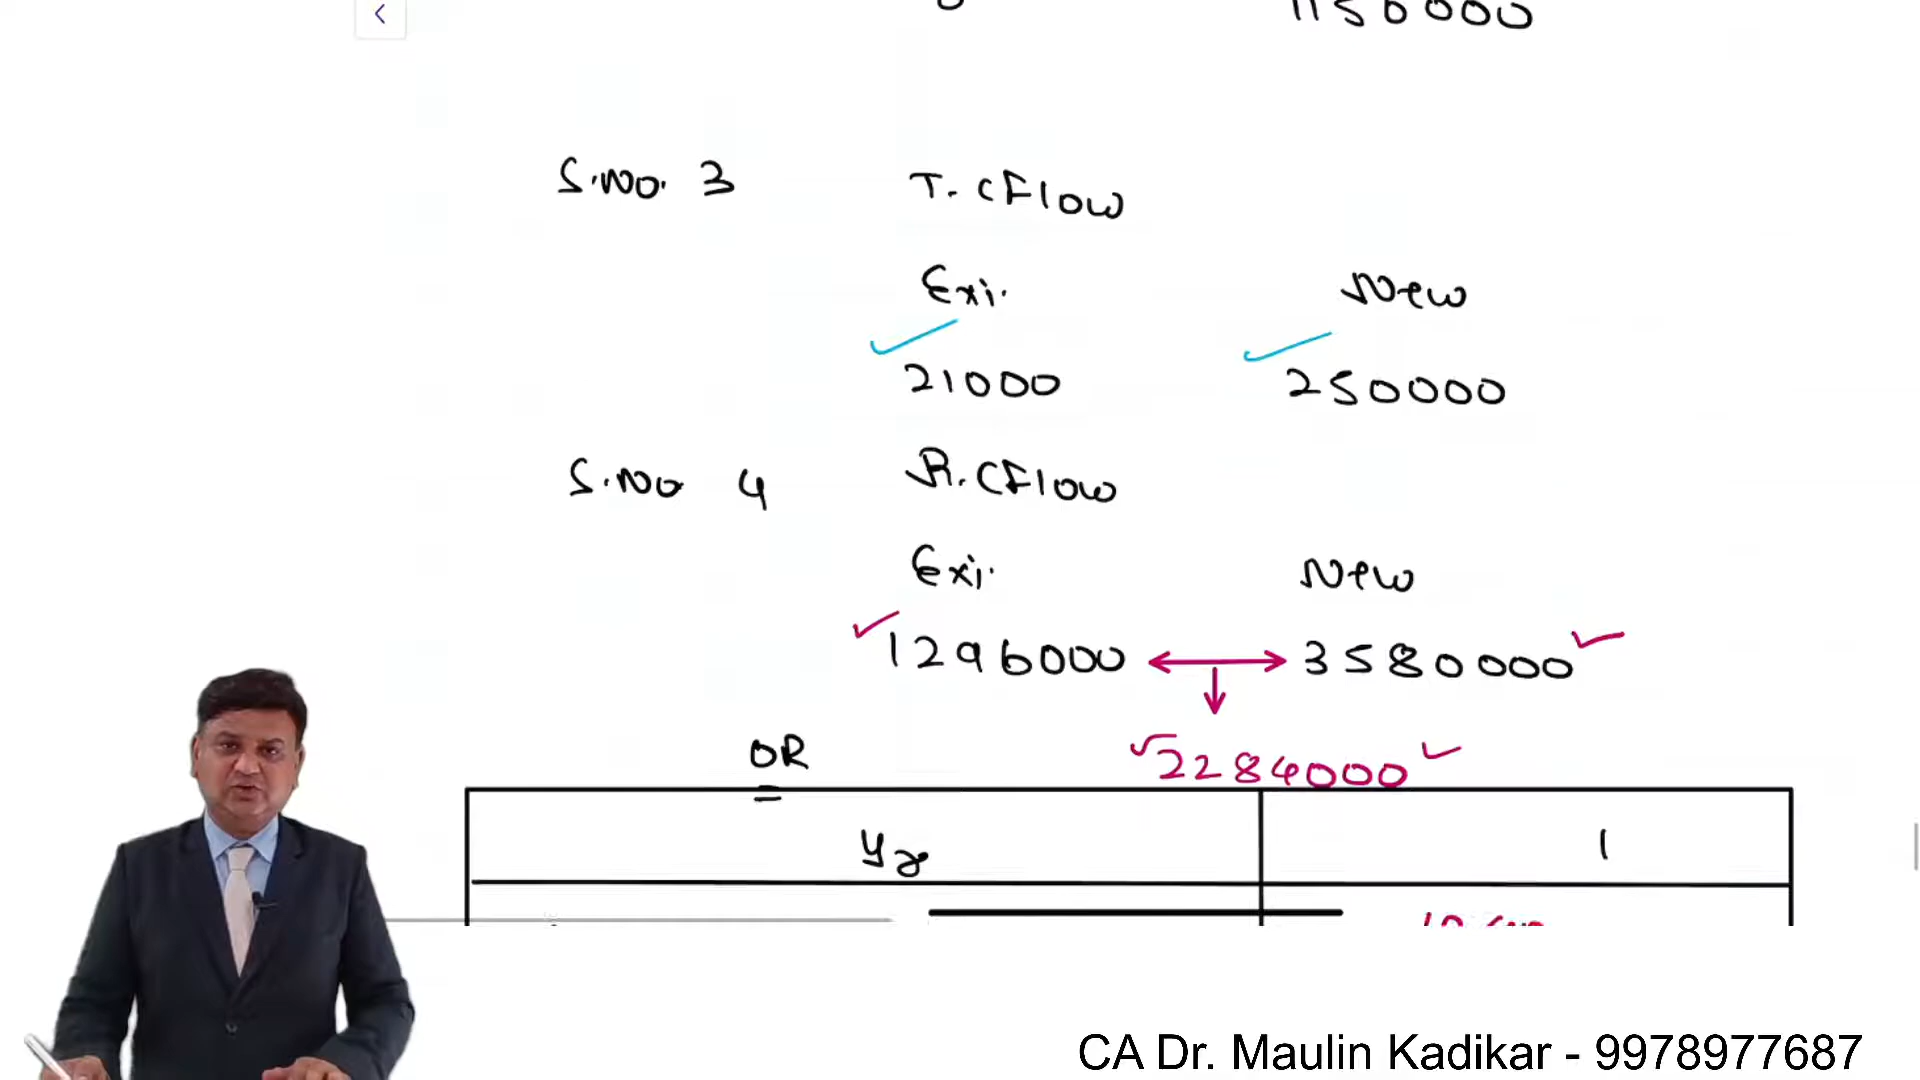 1150000
S.No. 3 T. CFlow
Exi. New
21000 250000
S.No 4 R. CFlow
Exi. New
1296000 3580000
OR 2284000
Yr 1
CA Dr. Maulin Kadikar - 9978977687